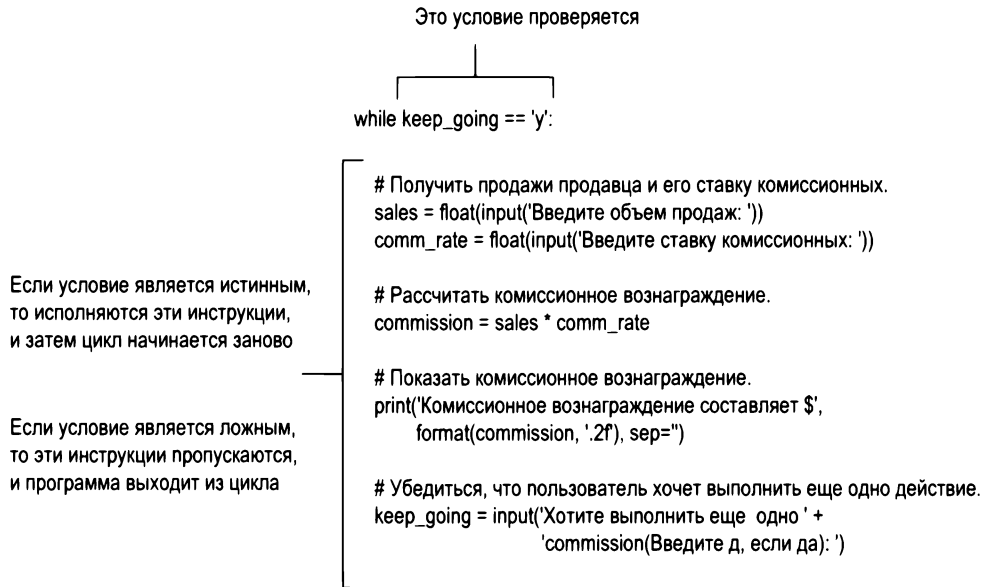 Это условие проверяется
while keep_going == 'y':
# Получить продажи продавца и его ставку комиссионных.
sales = float(input('Введите объем продаж: '))
comm_rate = float(input('Введите ставку комиссионных: '))
Если условие является истинным,
то исполняются эти инструкции,
и затем цикл начинается заново
# Рассчитать комиссионное вознаграждение.
commission = sales * comm_rate
# Показать комиссионное вознаграждение.
print('Комиссионное вознаграждение составляет $',
format(commission, '.2f'), sep='')
Если условие является ложным,
то эти инструкции пропускаются,
и программа выходит из цикла
# Убедиться, что пользователь хочет выполнить еще одно действие.
keep_going = input('Хотите выполнить еще одно ' +
'commission(Введите д, если да): ')